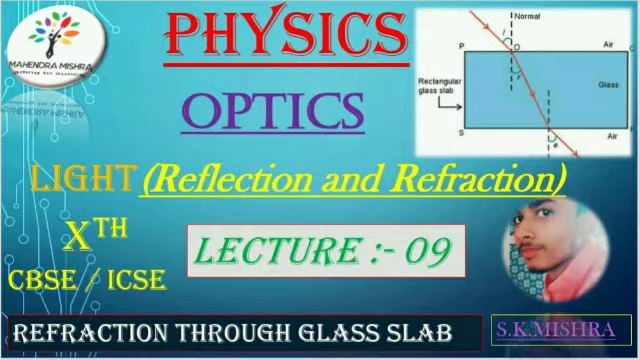 MAHENDRA MISHRA
PHYSICS
OPTICS
Normal
i
P
O
Air
r
Rectangular
glass slab
Glass
S
Air
e
LIGHT (Reflection and Refraction)
XTH
CBSE / ICSE
LECTURE :- 09
REFRACTION THROUGH GLASS SLAB
S.K.MISHRA